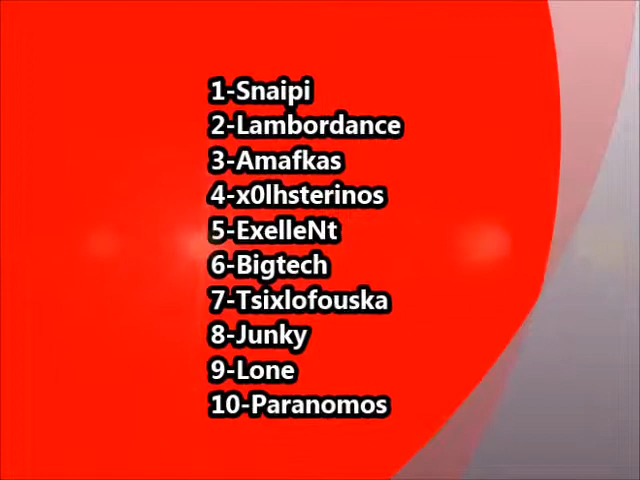 1-Snaipi
2-Lambordance
3-Amafkas
4-x0lhsterinos
5-ExelleNt
6-Bigtech
7-Tsixlofouska
8-Junky
9-Lone
10-Paranomos